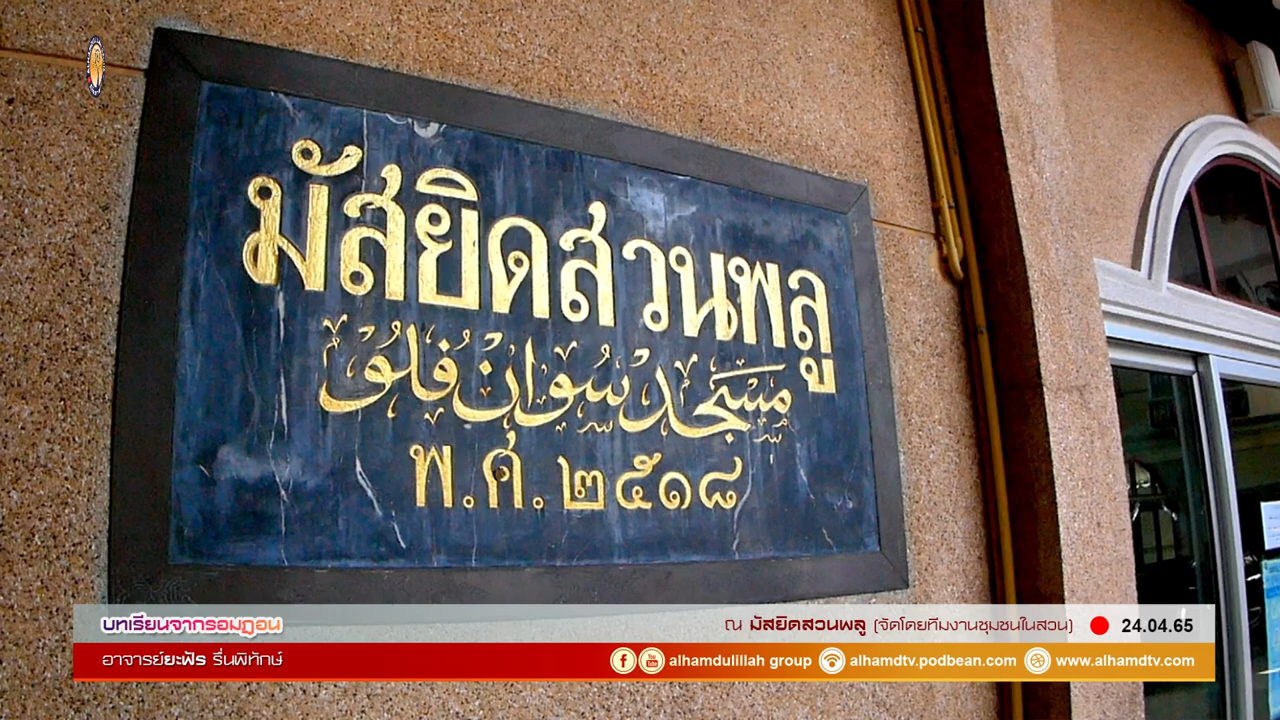 มัสยิดสวนพลู
مسجد سوان فلو
พ.ศ. ๒๕๑๘
บทเรียนจากรอมฎอน
ณ มัสยิดสวนพลู (จัดโดยทีมงานชุมชนในสวน) 24.04.65
อาจารย์ยะฟัร รื่นพิทักษ์
alhamdulillah group alhamdtv.podbean.com www.alhamdtv.com